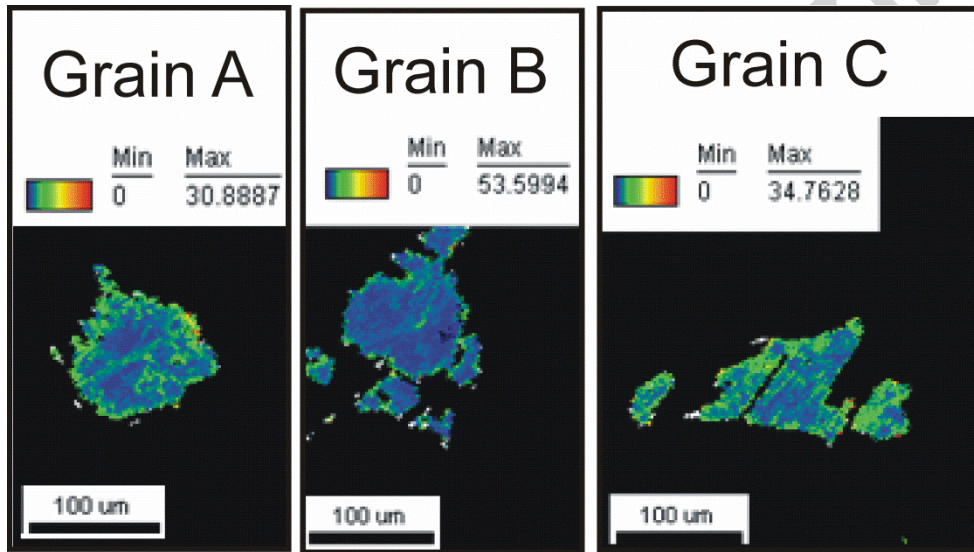 Grain A
Min Max
0 30.8887
100 um
Grain B
Min Max
0 53.5994
100 um
Grain C
Min Max
0 34.7628
100 um